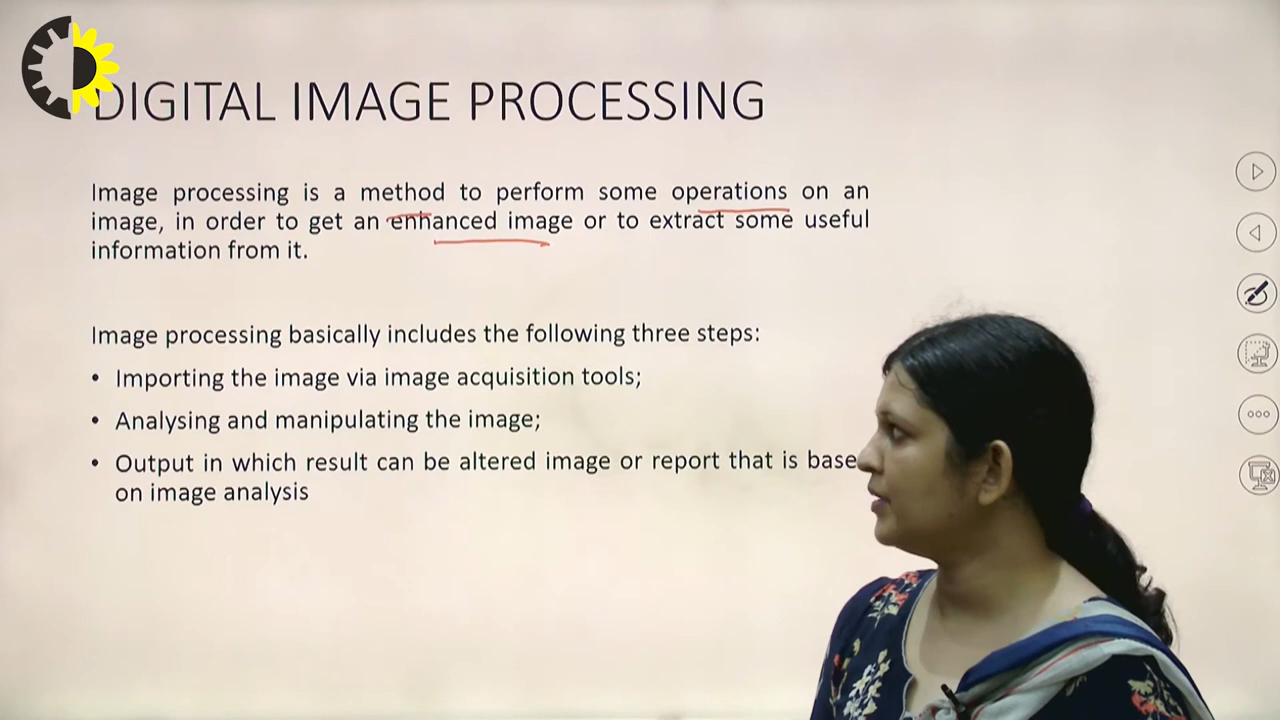 DIGITAL IMAGE PROCESSING
Image processing is a method to perform some operations on an
image, in order to get an enhanced image or to extract some useful
information from it.
Image processing basically includes the following three steps:
• Importing the image via image acquisition tools;
• Analysing and manipulating the image;
• Output in which result can be altered image or report that is base
on image analysis